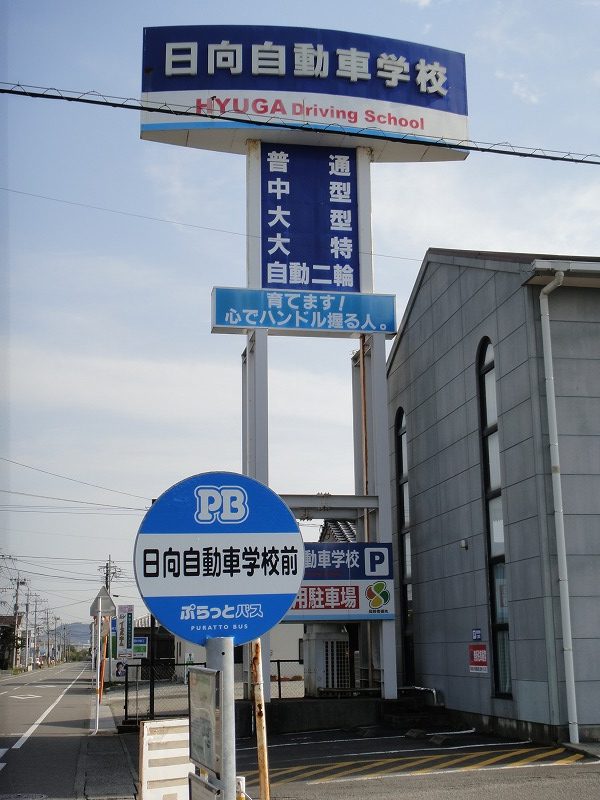 日向自動車学校
HYUGA Driving School
普通
中型
大型
大特
自動二輪
育てます!
心でハンドル握る人。
PB
日向自動車学校前
ぷらっとバス
PURATTO BUS
動車学校 P
用駐車場